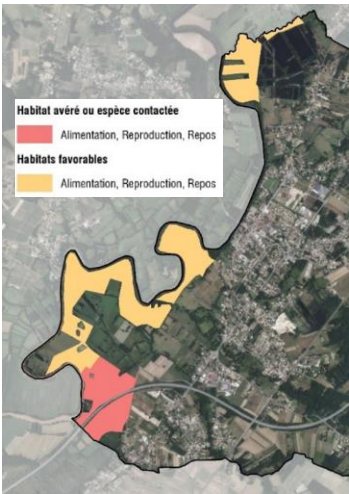 Habitat avéré ou espèce contactée
Alimentation, Reproduction, Repos
Habitats favorables
Alimentation, Reproduction, Repos